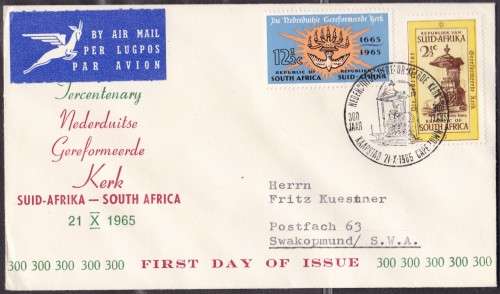 BY AIR MAIL
PER LUGPOS
PAR AVION
Tercentenary
Nederduitse
Gereformeerde
Kerk
SUID-AFRIKA — SOUTH AFRICA
21 X 1965
Die Nederduitse Gereformeerde Kerk
1665
1965
12½c
REPUBLIC OF SOUTH AFRICA
REPUBLIEK VAN SUID-AFRIKA
REPUBLIEK VAN
SUID-AFRIKA
2½c
REPUBLIC OF
SOUTH AFRICA
300
JAAR
KAAPSTAD 21·X·1965 CAPE TOWN
Herrn
Fritz Kuestner
Postfach 63
Swakopmund/ S.W.A.
300 300 300 300 FIRST DAY OF ISSUE 300 300 300 300